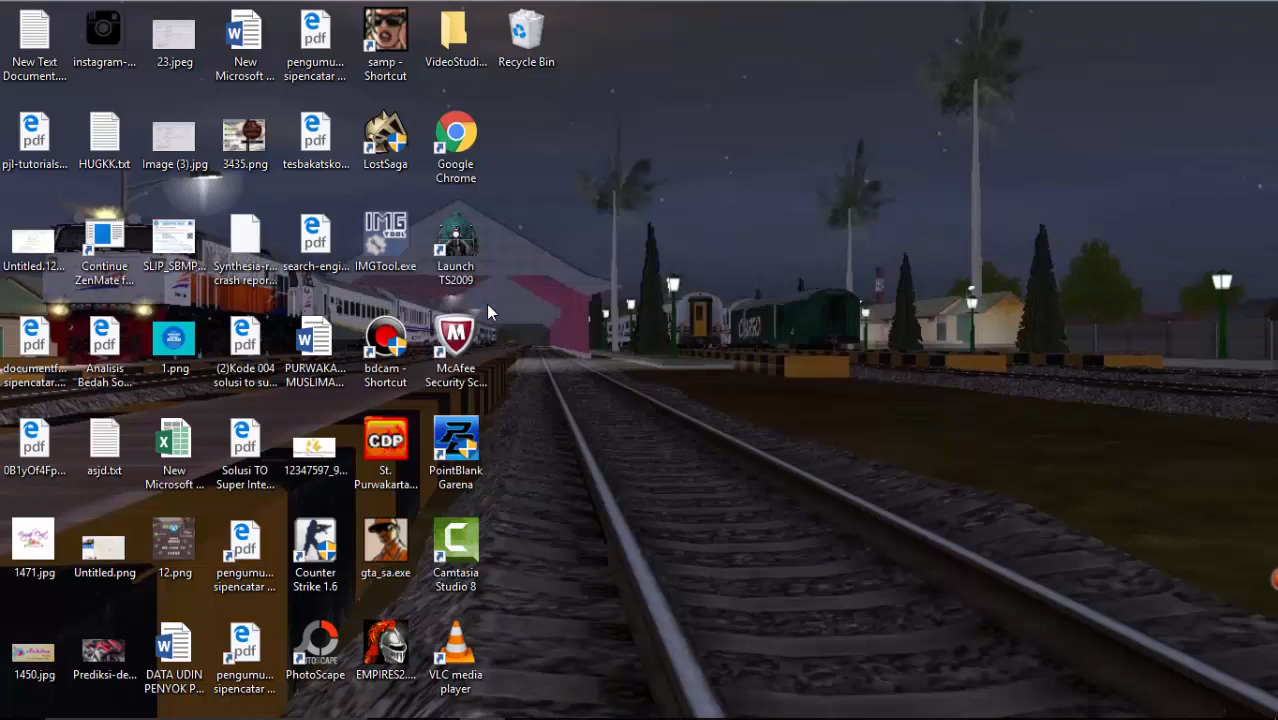 New Text
Document....
instagram-...
23.jpeg
New
Microsoft ...
pengumu...
sipencatar ...
samp -
Shortcut
VideoStudi...
Recycle Bin
pjl-tutorials...
HUGKK.txt
Image (3).jpg
3435.png
tesbakatsko...
LostSaga
Google
Chrome
Untitled.12...
Continue
ZenMate f...
SLIP_SBMP...
Synthesia-r...
crash repor...
search-engi...
IMGTool.exe
Launch
TS2009
documentf...
sipencatar...
Analisis
Bedah So...
1.png
(2)Kode 004
solusi to su...
PURWAKA...
MUSLIMA...
bdcam -
Shortcut
McAfee
Security Sc...
0B1yOf4Fp...
asjd.txt
New
Microsoft ...
Solusi TO
Super Inte...
12347597_9...
CDP
St.
Purwakarta...
PointBlank
Garena
1471.jpg
Untitled.png
12.png
pengumu...
sipencatar ...
Counter
Strike 1.6
gta_sa.exe
Camtasia
Studio 8
1450.jpg
Prediksi-de...
DATA UDIN
PENYOK P...
pengumu...
sipencatar ...
PhotoScape
EMPIRES2....
VLC media
player